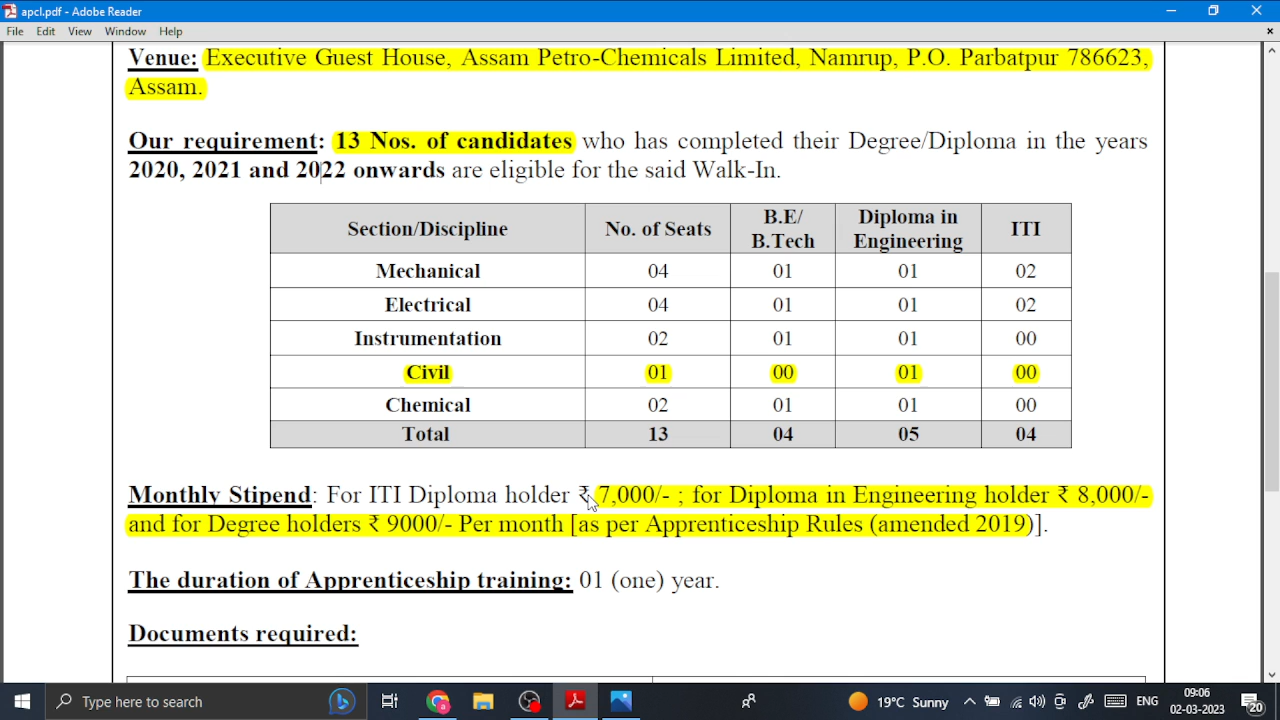 apcl.pdf - Adobe Reader
File Edit View Window Help
Venue: Executive Guest House, Assam Petro-Chemicals Limited, Namrup, P.O. Parbatpur 786623,
Assam.
Our requirement: 13 Nos. of candidates who has completed their Degree/Diploma in the years
2020, 2021 and 2022 onwards are eligible for the said Walk-In.
Section/Discipline No. of Seats B.E/ B.Tech Diploma in Engineering ITI
Mechanical 04 01 01 02
Electrical 04 01 01 02
Instrumentation 02 01 01 00
Civil 01 00 01 00
Chemical 02 01 01 00
Total 13 04 05 04
Monthly Stipend: For ITI Diploma holder ₹ 7,000/- ; for Diploma in Engineering holder ₹ 8,000/-
and for Degree holders ₹ 9000/- Per month [as per Apprenticeship Rules (amended 2019)].
The duration of Apprenticeship training: 01 (one) year.
Documents required:
Type here to search 19°C Sunny ENG 09:06
02-03-2023 20